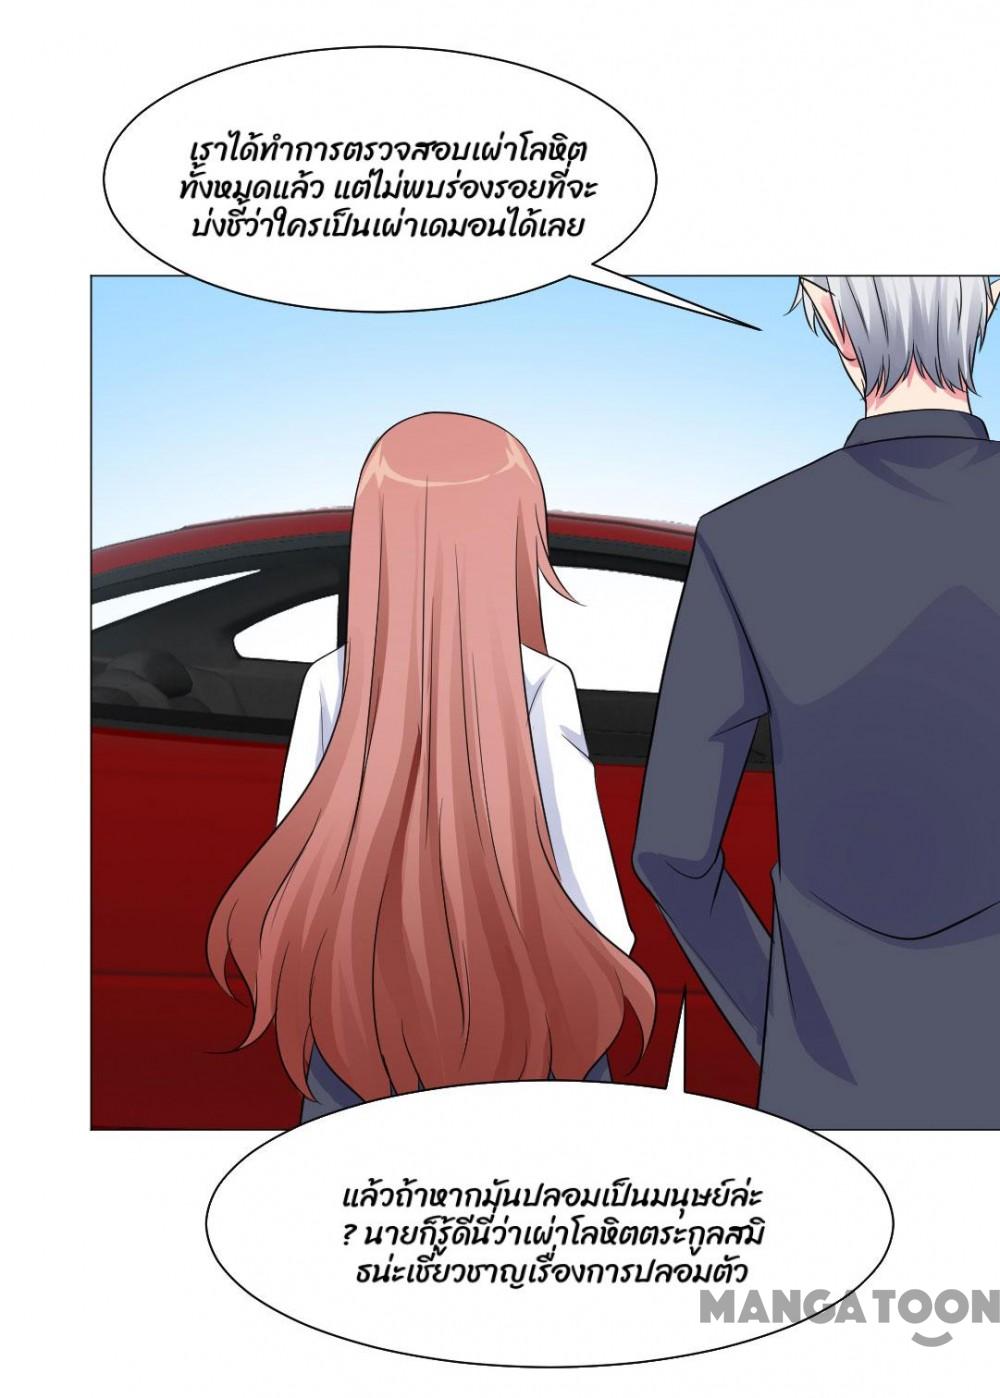 เราได้ทำการตรวจสอบเผ่าโลหิต
ทั้งหมดแล้ว แต่ไม่พบร่องรอยที่จะ
บ่งชี้ว่าใครเป็นเผ่าเดมอนได้เลย
แล้วถ้าหากมันปลอมเป็นมนุษย์ล่ะ
? นายก็รู้ดีนี่ว่าเผ่าโลหิตตระกูลสมิ
ธน่ะเชี่ยวชาญเรื่องการปลอมตัว
MANGATOON